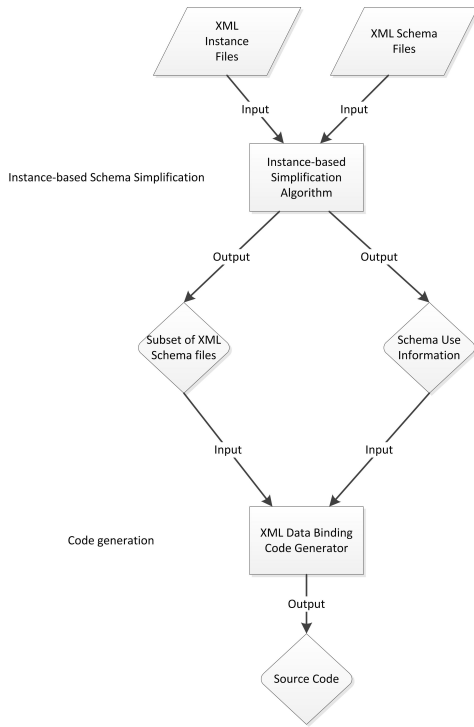 XML
Instance
Files
XML Schema
Files
Input
Input
Instance-based Schema Simplification
Instance-based
Simplification
Algorithm
Output
Output
Subset of XML
Schema files
Schema Use
Information
Input
Input
Code generation
XML Data Binding
Code Generator
Output
Source Code